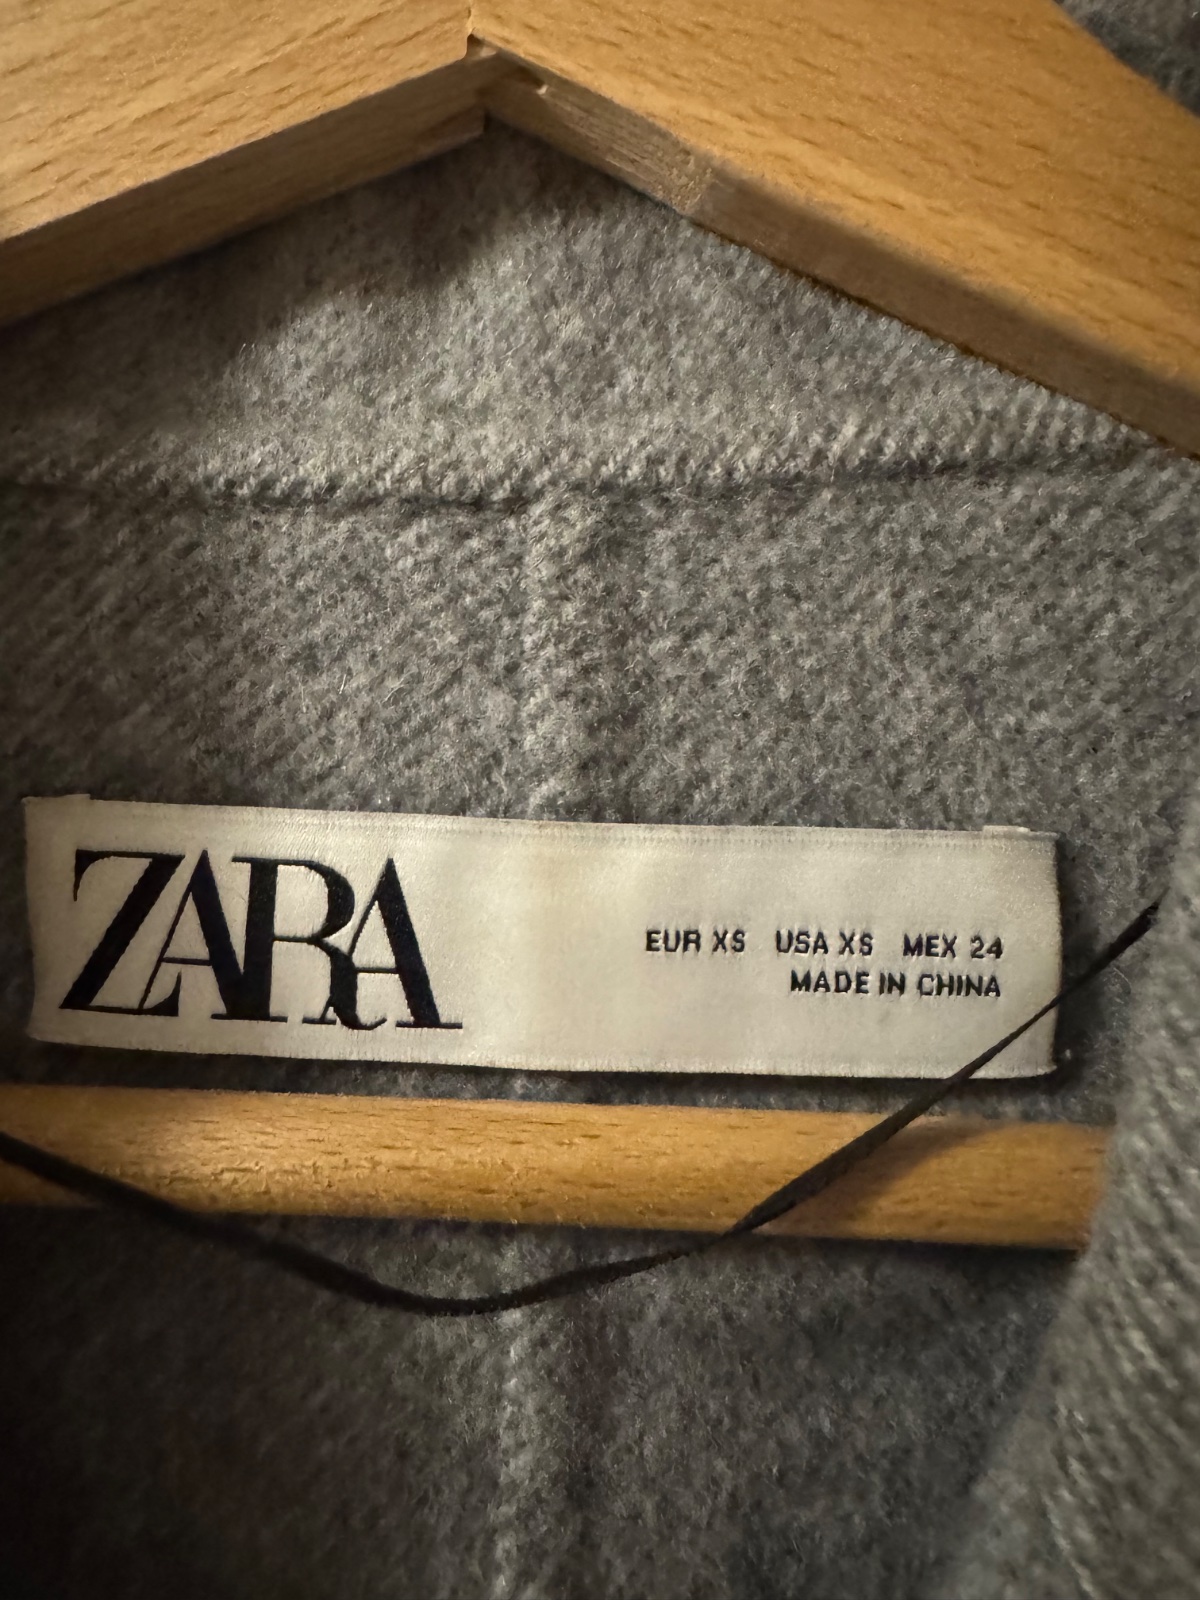 ZARA
EUR XS USA XS MEX 24
MADE IN CHINA